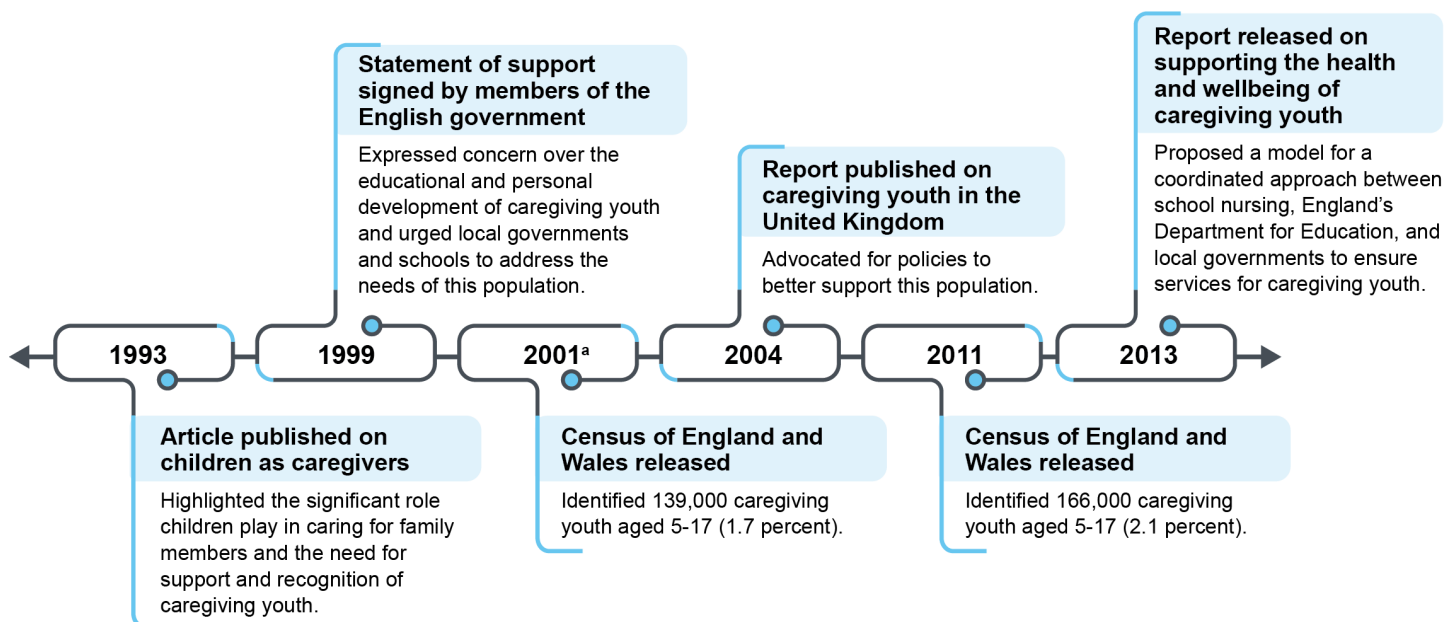 Statement of support
signed by members of the
English government
Expressed concern over the
educational and personal
development of caregiving youth
and urged local governments
and schools to address the
needs of this population.
Report published on
caregiving youth in the
United Kingdom
Advocated for policies to
better support this population.
Report released on
supporting the health
and wellbeing of
caregiving youth
Proposed a model for a
coordinated approach between
school nursing, England’s
Department for Education, and
local governments to ensure
services for caregiving youth.
1993
1999
2001ª
2004
2011
2013
Article published on
children as caregivers
Highlighted the significant role
children play in caring for family
members and the need for
support and recognition of
caregiving youth.
Census of England and
Wales released
Identified 139,000 caregiving
youth aged 5-17 (1.7 percent).
Census of England and
Wales released
Identified 166,000 caregiving
youth aged 5-17 (2.1 percent).